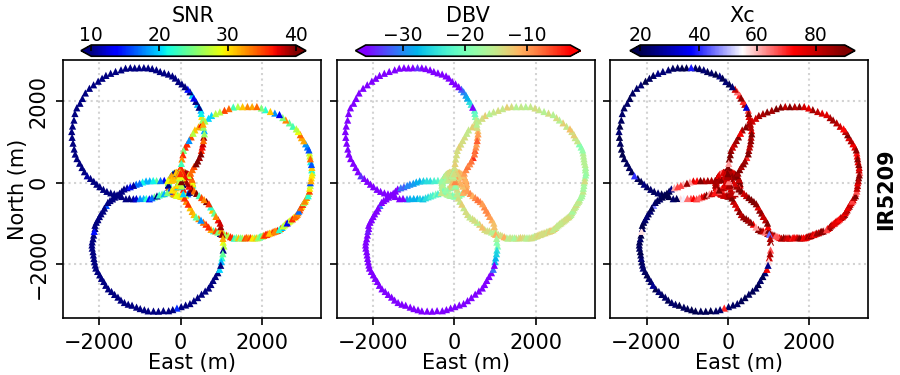 SNR DBV Xc
10 20 30 40 −30 −20 −10 20 40 60 80
North (m)
2000
0
−2000
−2000 0 2000 −2000 0 2000 −2000 0 2000
East (m) East (m) East (m)
IR5209